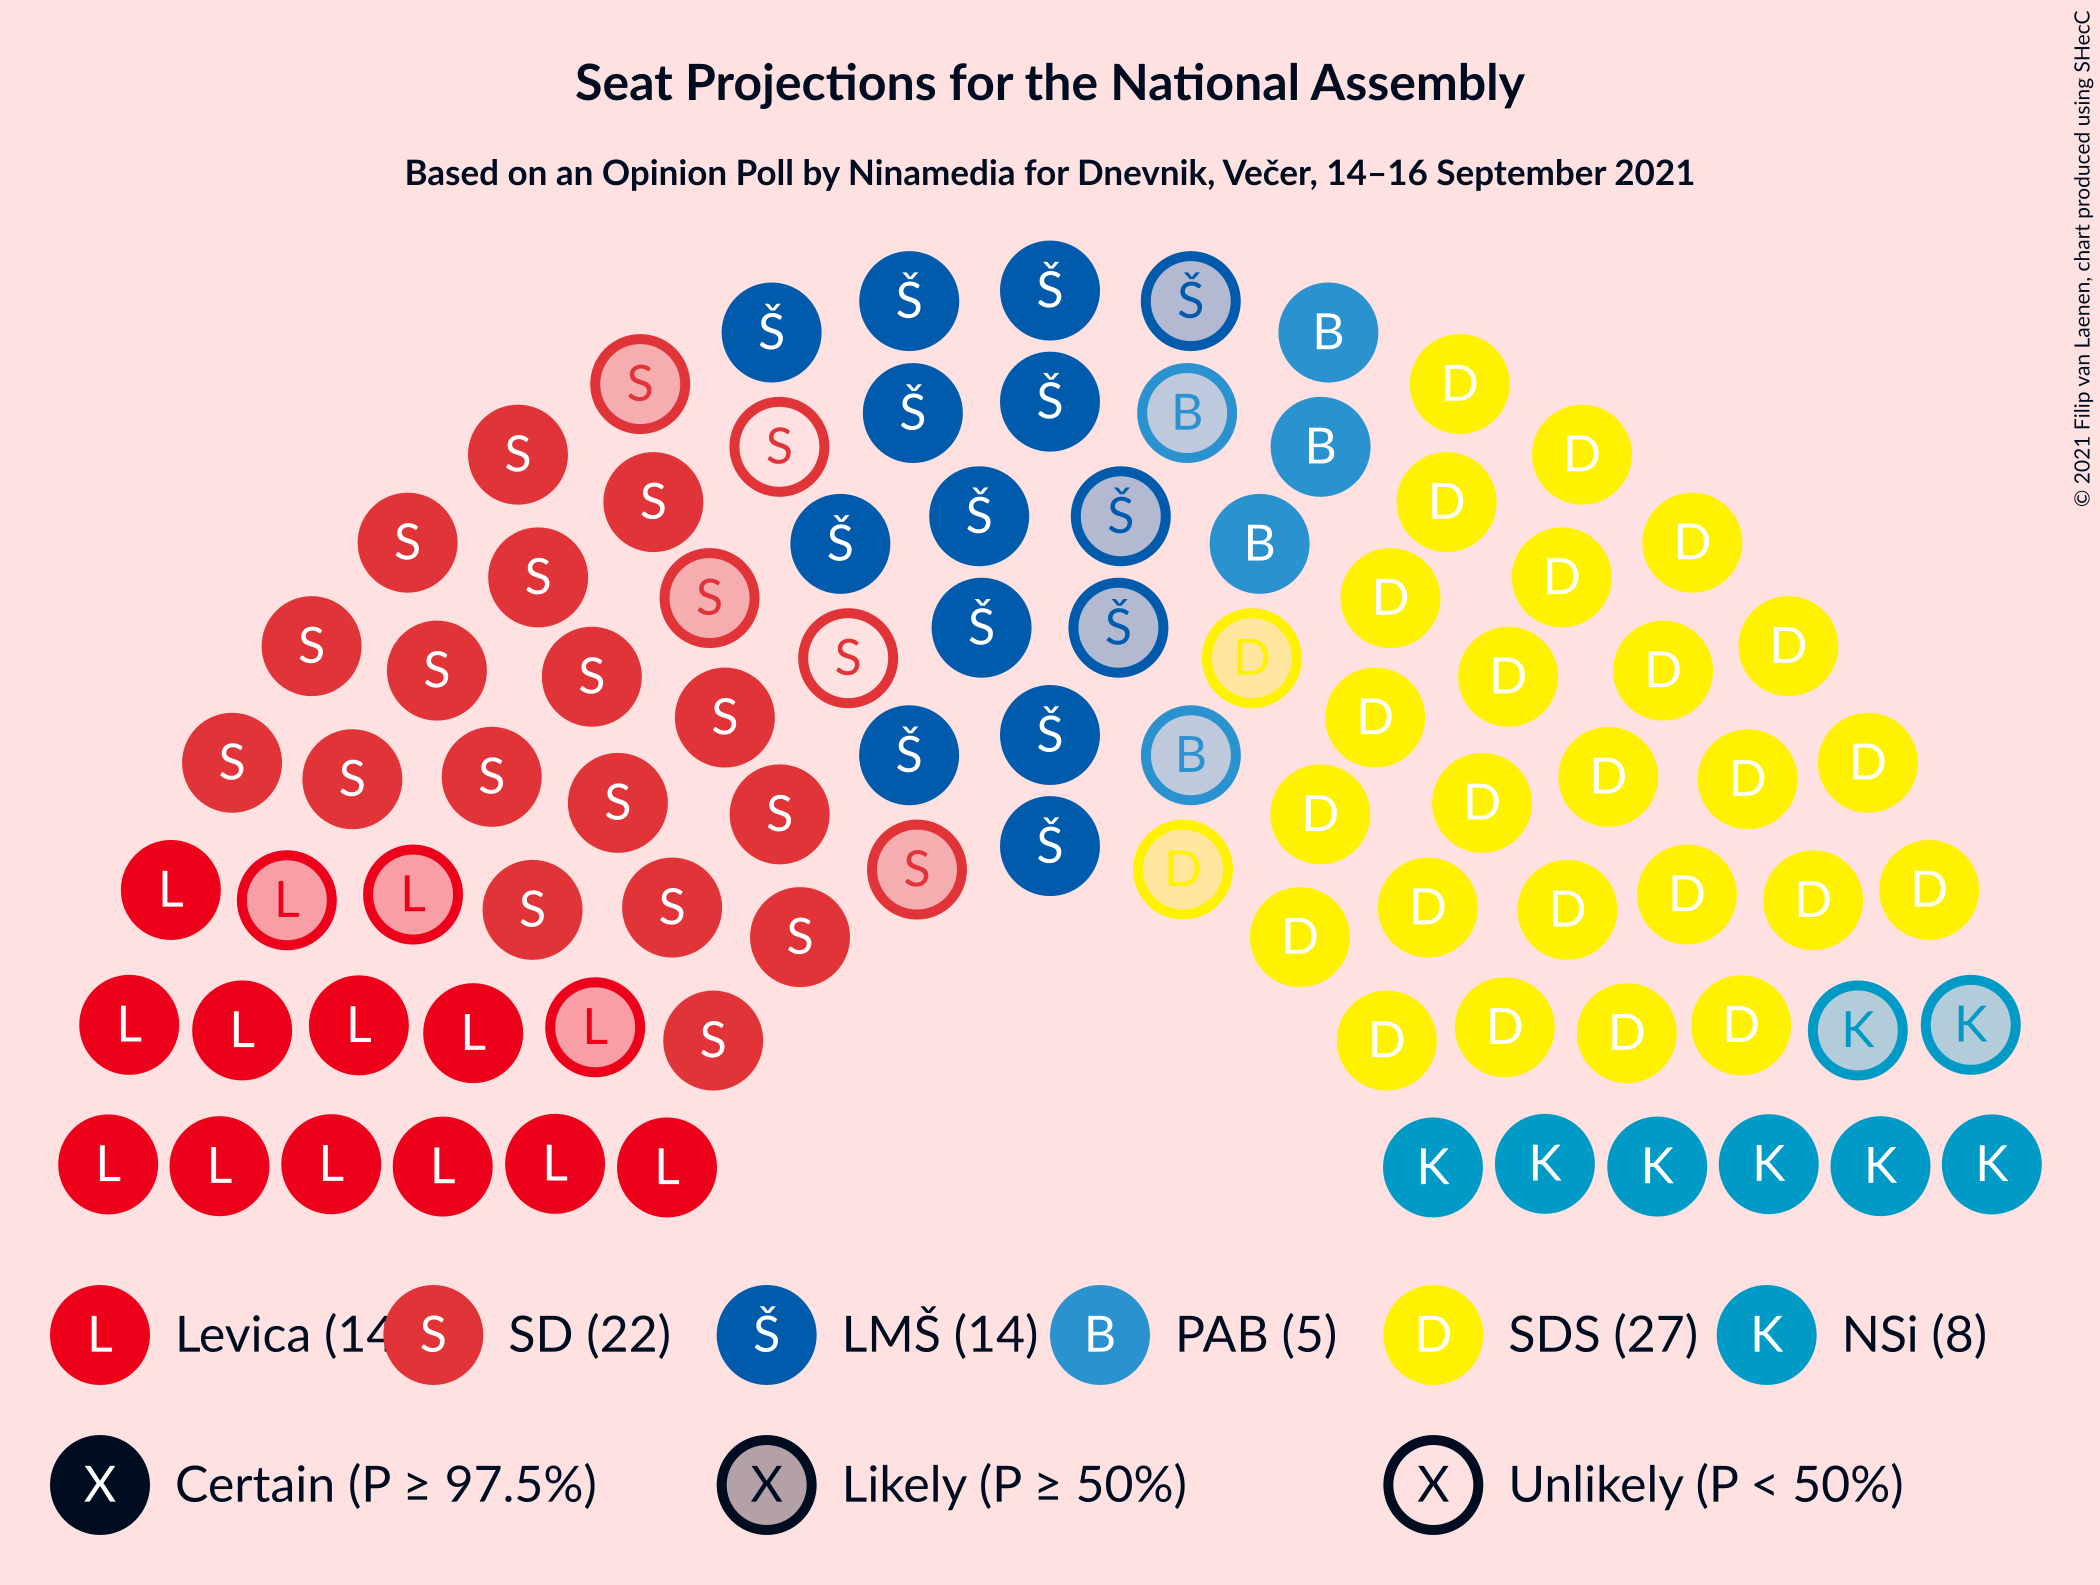 Seat Projections for the National Assembly
Based on an Opinion Poll by Ninamedia for Dnevnik, Večer, 14–16 September 2021
© 2021 Filip van Laenen, chart produced using SHecC
Š Š Š Š B
S D
Š Š B B
S S D D
S S D D
Š Š Š B
S S D D
Š Š
S S S D D D
S S S D D D
Š Š B
S S S S S D D D D D
Š
S D
L L L S S S D D D D D D
L L L L L S D D D D K K
L L L L L L K K K K K K
L Levica (14 S SD (22) Š LMŠ (14) B PAB (5) D SDS (27) K NSi (8)
X Certain (P ≥ 97.5%) X Likely (P ≥ 50%) X Unlikely (P < 50%)